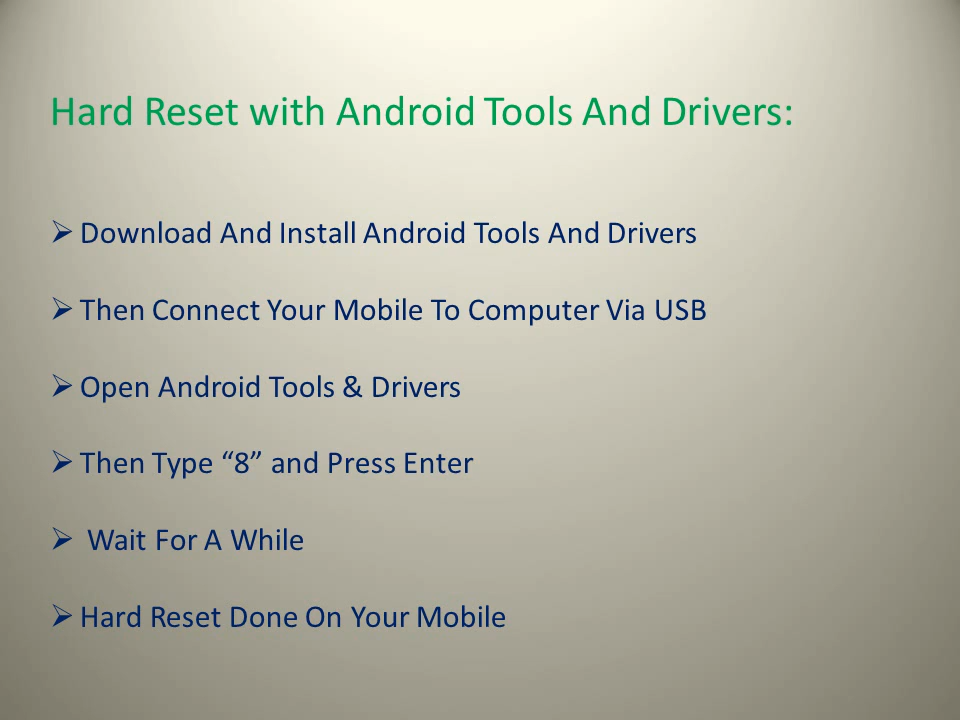 Hard Reset with Android Tools And Drivers:
➢ Download And Install Android Tools And Drivers
➢ Then Connect Your Mobile To Computer Via USB
➢ Open Android Tools & Drivers
➢ Then Type “8” and Press Enter
➢ Wait For A While
➢ Hard Reset Done On Your Mobile